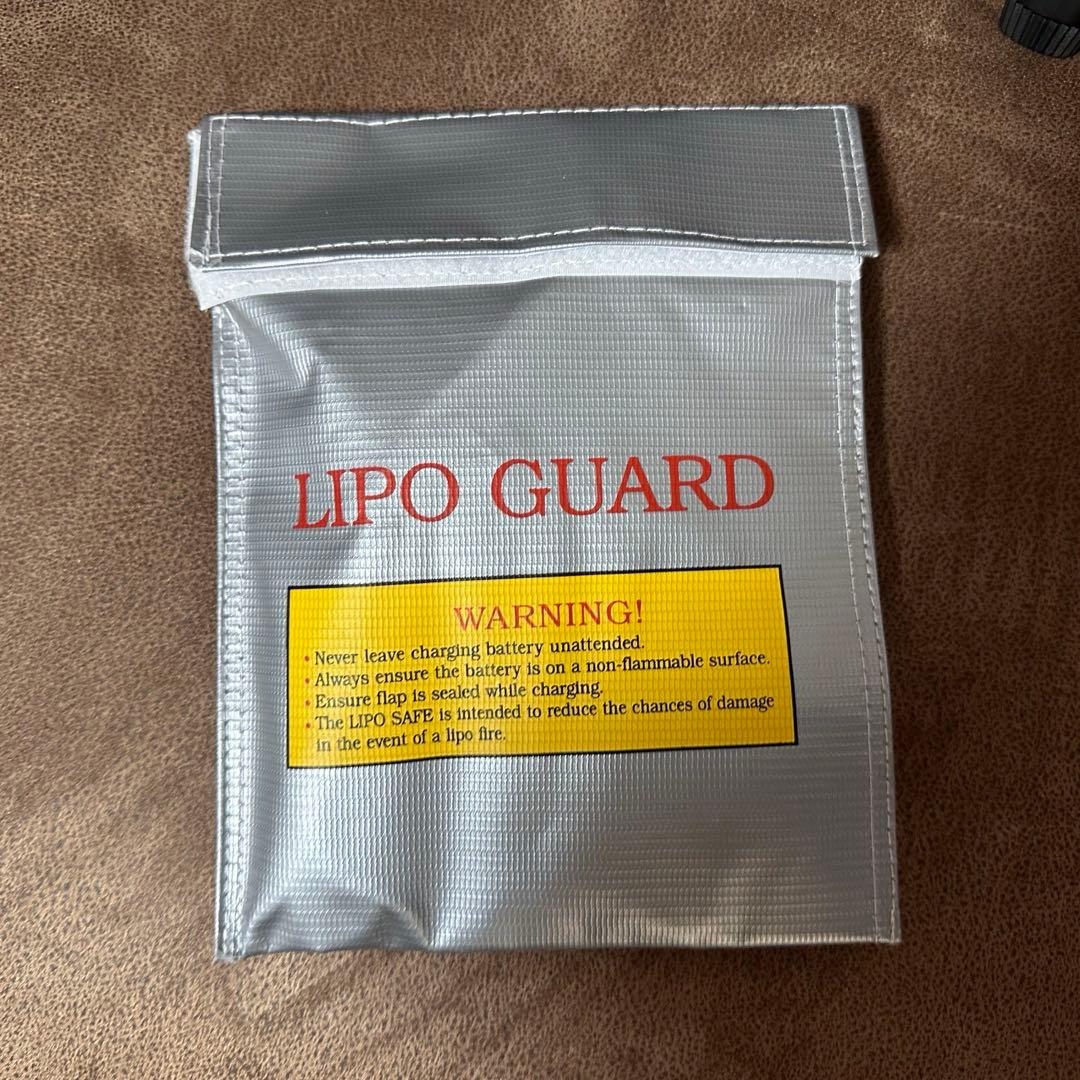 LIPO GUARD
WARNING!
• Never leave charging battery unattended.
• Always ensure the battery is on a non-flammable surface.
• Ensure flap is sealed while charging.
• The LIPO SAFE is intended to reduce the chances of damage
in the event of a lipo fire.